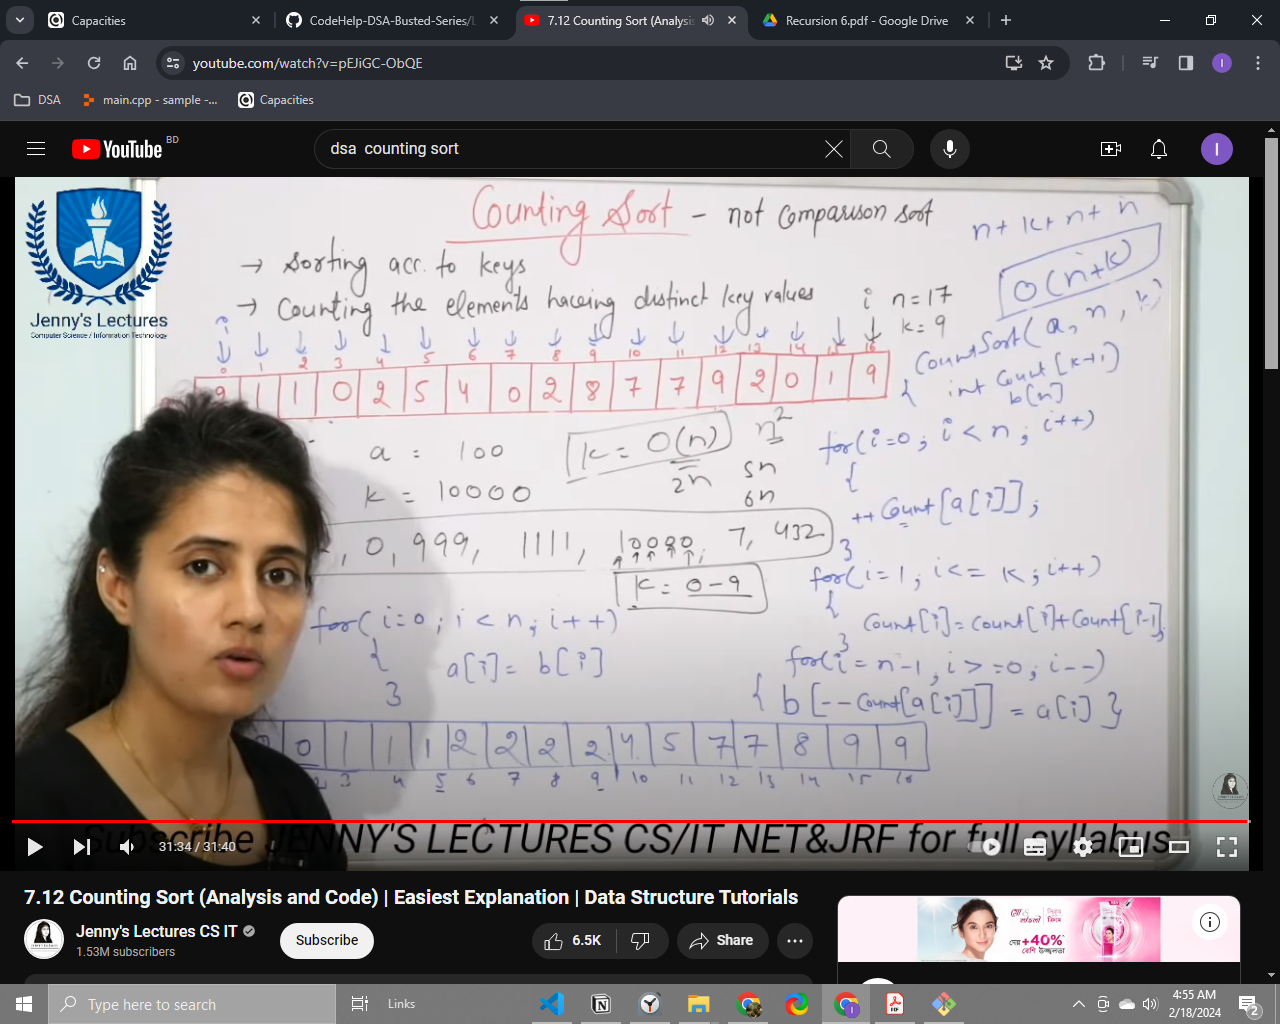 Capacities
CodeHelp-DSA-Busted-Series/L
7.12 Counting Sort (Analysis
Recursion 6.pdf - Google Drive
youtube.com/watch?v=pEJiGC-ObQE
DSA
main.cpp - sample -...
Capacities
YouTube BD
dsa counting sort
I
Counting Sort - not comparison sort
n+k+n+n
→ Sorting acc. to keys
O(n+k)
→ Counting the elements having distinct key values
i n=17
k=9
Jenny's Lectures
Computer Science / Information Technology
0 1 2 3 4 5 6 7 8 9 10 11 12 13 14 15 16
9 1 1 0 2 5 4 0 2 8 7 7 9 2 0 1 9
CountSort(a, n, k)
{ int Count[k+1]
b[n]
for(i=0; i<n; i++)
{
++Count[a[i]];
}
for(i=1; i<=k; i++)
{
Count[i]=Count[i]+Count[i-1];
}
for(i=n-1; i>=0; i--)
{ b[--Count[a[i]]] = a[i] }
a = 100
k = O(n) n²
2n 5n
6n
k = 10000
, 0, 999, 1111, 10000, 7, 432
k = 0-9
for(i=0; i<n; i++)
{
a[i]= b[i]
}
0 0 1 1 1 2 2 2 2 4 5 7 7 8 9 9
2 3 4 5 6 7 8 9 10 11 12 13 14 15 16
Subscribe JENNY'S LECTURES CS/IT NET&JRF for full syllabus
31:34 / 31:40
7.12 Counting Sort (Analysis and Code) | Easiest Explanation | Data Structure Tutorials
Jenny's Lectures CS IT
1.53M subscribers
Subscribe
6.5K
Share
+40%
Type here to search
Links
4:55 AM
2/18/2024
2